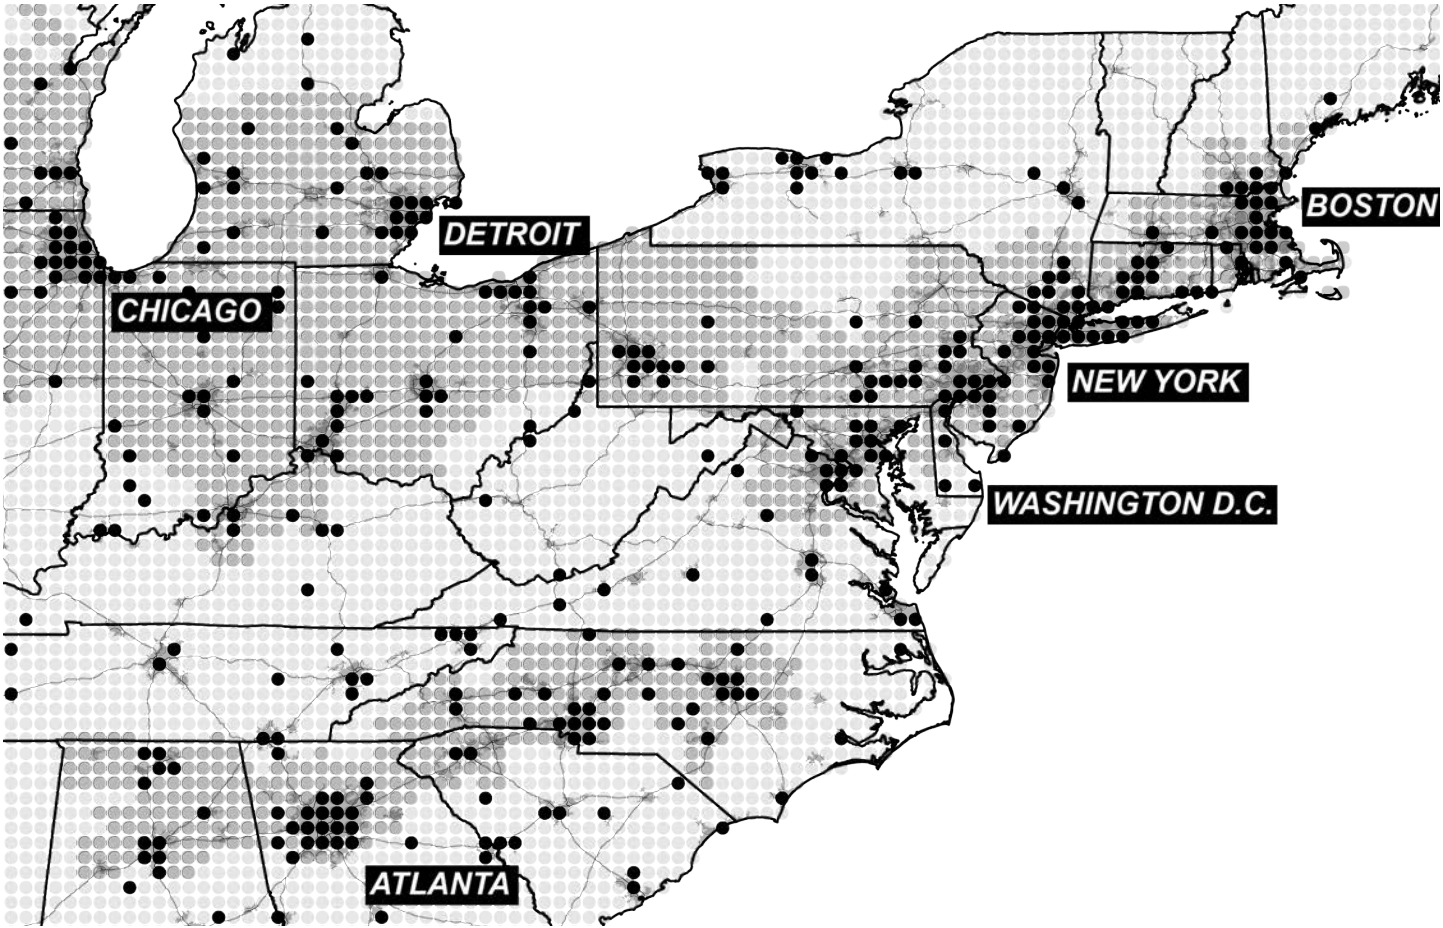 BOSTON
DETROIT
CHICAGO
NEW YORK
WASHINGTON D.C.
ATLANTA